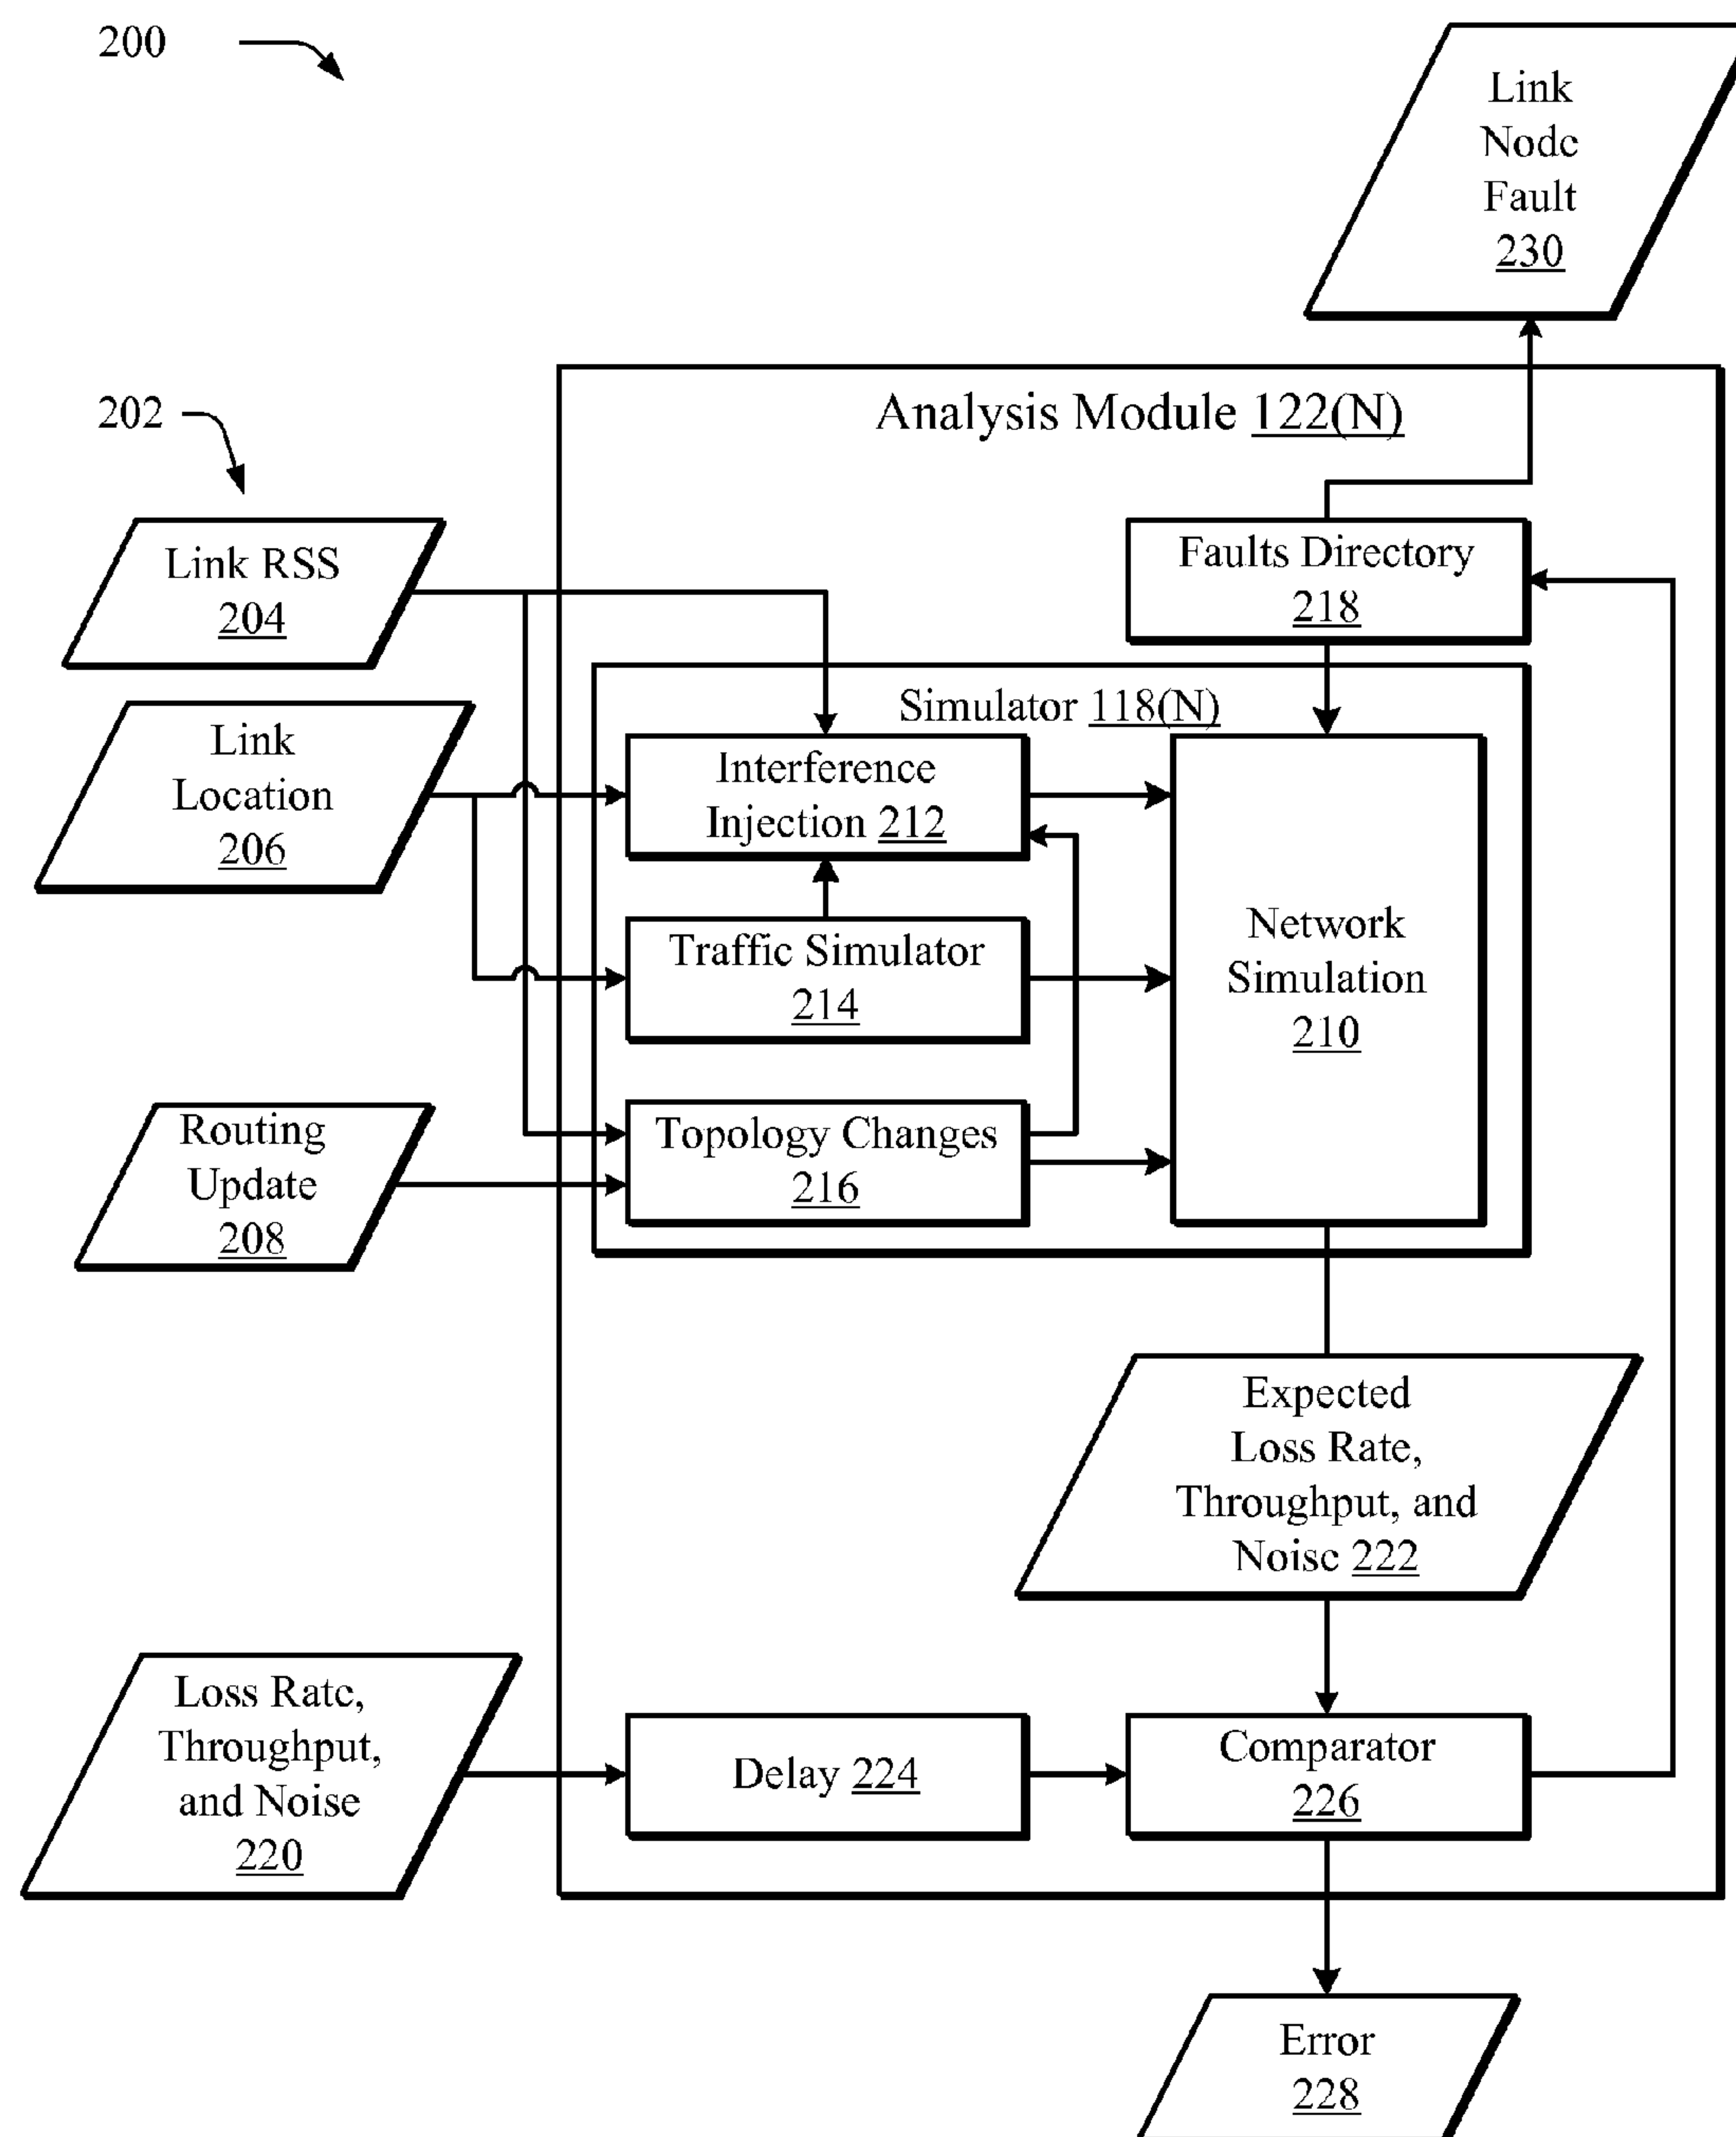 200
Link
Node
Fault
230
202
Analysis Module 122(N)
Link RSS
204
Faults Directory
218
Link
Location
206
Simulator 118(N)
Interference
Injection 212
Traffic Simulator
214
Network
Simulation
210
Routing
Update
208
Topology Changes
216
Expected
Loss Rate,
Throughput, and
Noise 222
Loss Rate,
Throughput,
and Noise
220
Delay 224
Comparator
226
Error
228